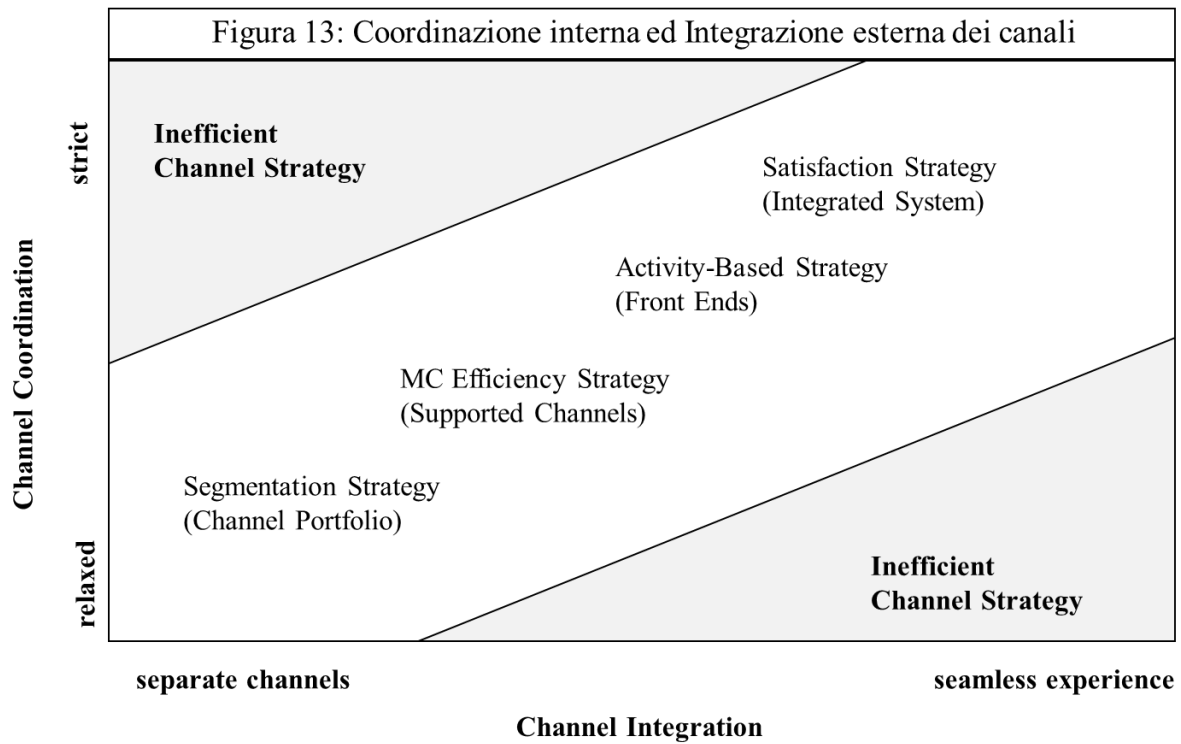 Figura 13: Coordinazione interna ed Integrazione esterna dei canali
strict
Inefficient
Channel Strategy
Satisfaction Strategy
(Integrated System)
Activity-Based Strategy
(Front Ends)
Channel Coordination
MC Efficiency Strategy
(Supported Channels)
Segmentation Strategy
(Channel Portfolio)
relaxed
Inefficient
Channel Strategy
separate channels
seamless experience
Channel Integration